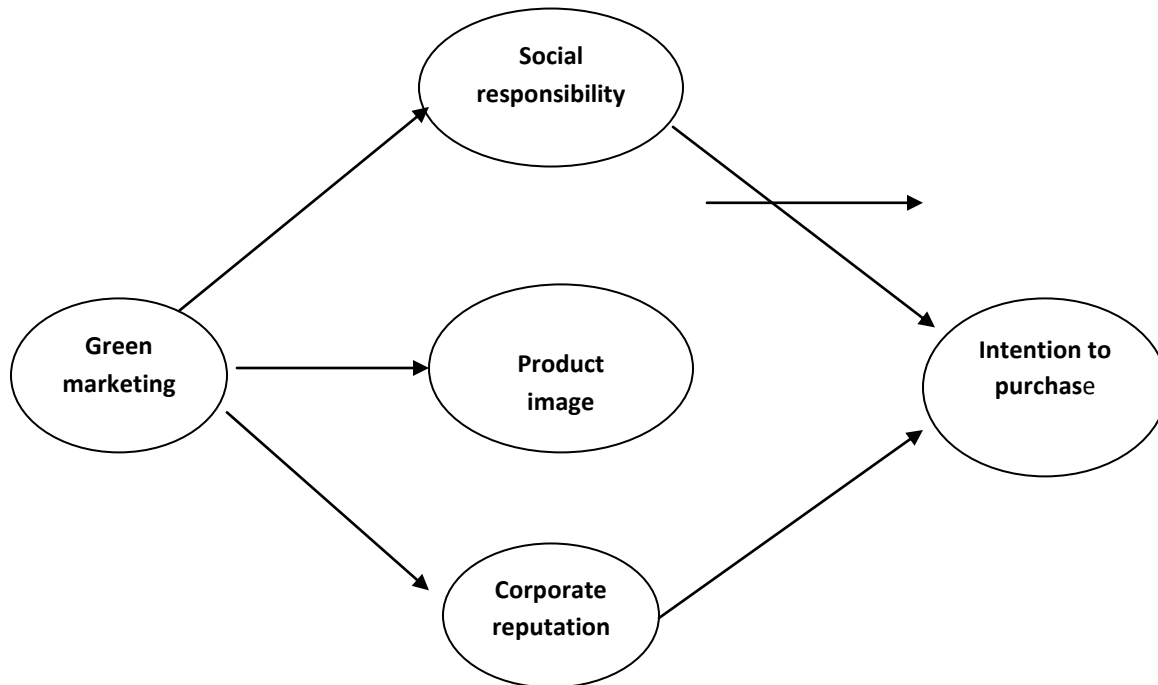 Social
responsibility
Green
marketing
Product
image
Intention to
purchase
Corporate
reputation